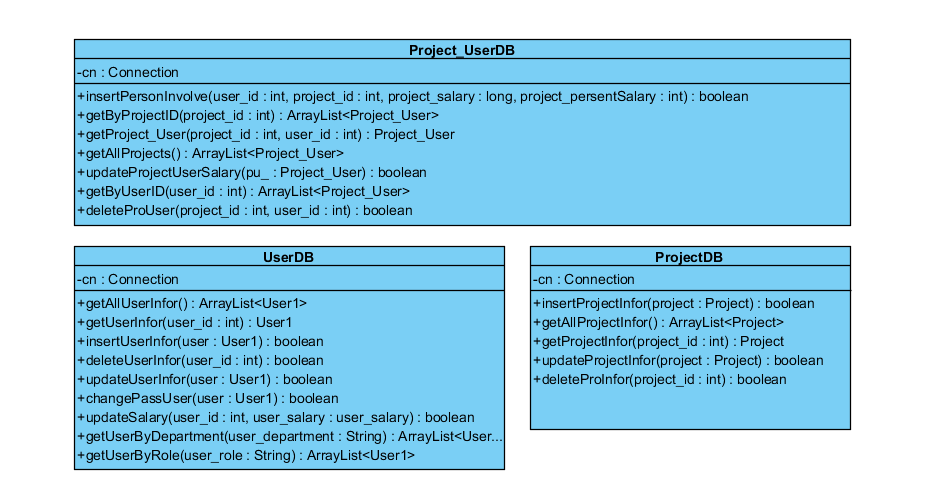 Project_UserDB
-cn : Connection
+insertPersonInvolve(user_id : int, project_id : int, project_salary : long, project_persentSalary : int) : boolean
+getByProjectID(project_id : int) : ArrayList<Project_User>
+getProject_User(project_id : int, user_id : int) : Project_User
+getAllProjects() : ArrayList<Project_User>
+updateProjectUserSalary(pu_ : Project_User) : boolean
+getByUserID(user_id : int) : ArrayList<Project_User>
+deleteProUser(project_id : int, user_id : int) : boolean
UserDB
-cn : Connection
+getAllUserInfor() : ArrayList<User1>
+getUserInfor(user_id : int) : User1
+insertUserInfor(user : User1) : boolean
+deleteUserInfor(user_id : int) : boolean
+updateUserInfor(user : User1) : boolean
+changePassUser(user : User1) : boolean
+updateSalary(user_id : int, user_salary : user_salary) : boolean
+getUserByDepartment(user_department : String) : ArrayList<User...
+getUserByRole(user_role : String) : ArrayList<User1>
ProjectDB
-cn : Connection
+insertProjectInfor(project : Project) : boolean
+getAllProjectInfor() : ArrayList<Project>
+getProjectInfor(project_id : int) : Project
+updateProjectInfor(project : Project) : boolean
+deleteProInfor(project_id : int) : boolean